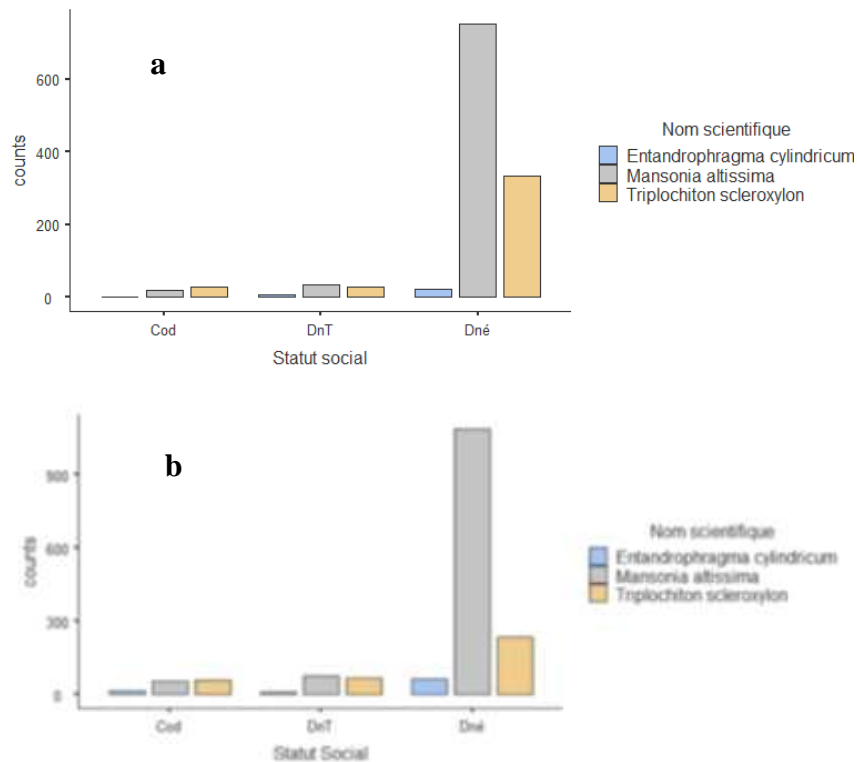 a
600
400
200
0
counts
Cod DnT Dné
Statut social
Nom scientifique
Entandrophragma cylindricum
Mansonia altissima
Triplochiton scleroxylon
b
900
600
300
0
counts
Cod DnT Dné
Statut Social
Nom scientifique
Entandrophragma cylindricum
Mansonia altissima
Triplochiton scleroxylon